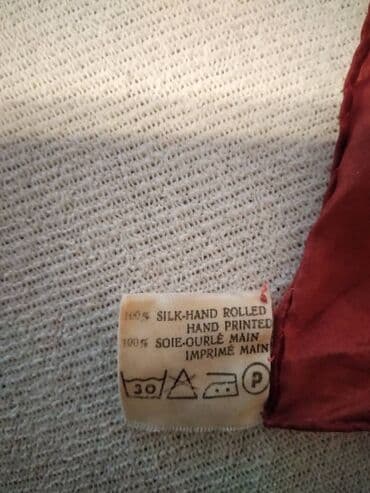 100% SILK-HAND ROLLED
HAND PRINTED
100% SOIE-OURLÉ MAIN
IMPRIMÉ MAIN
30 P